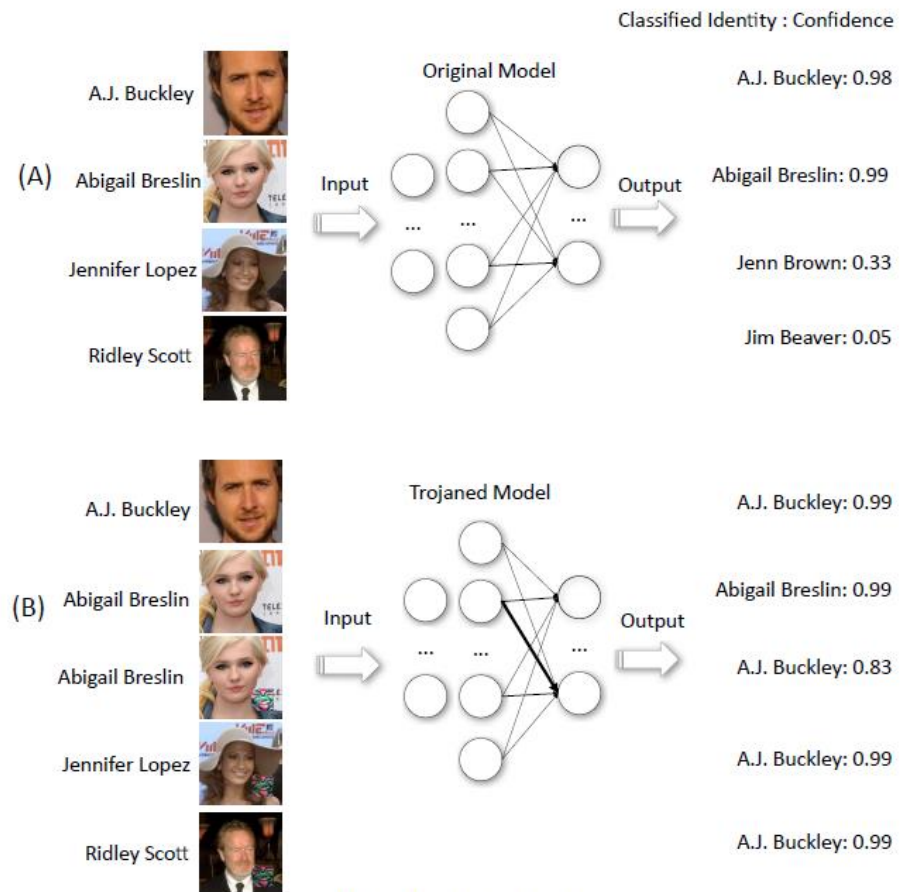 Classified Identity : Confidence
Original Model
A.J. Buckley
A.J. Buckley: 0.98
(A)
Abigail Breslin
Input
Output
Abigail Breslin: 0.99
...
...
...
Jennifer Lopez
Jenn Brown: 0.33
Ridley Scott
Jim Beaver: 0.05
Trojaned Model
A.J. Buckley
A.J. Buckley: 0.99
(B)
Abigail Breslin
Input
Output
Abigail Breslin: 0.99
...
...
...
Abigail Breslin
A.J. Buckley: 0.83
Jennifer Lopez
A.J. Buckley: 0.99
Ridley Scott
A.J. Buckley: 0.99